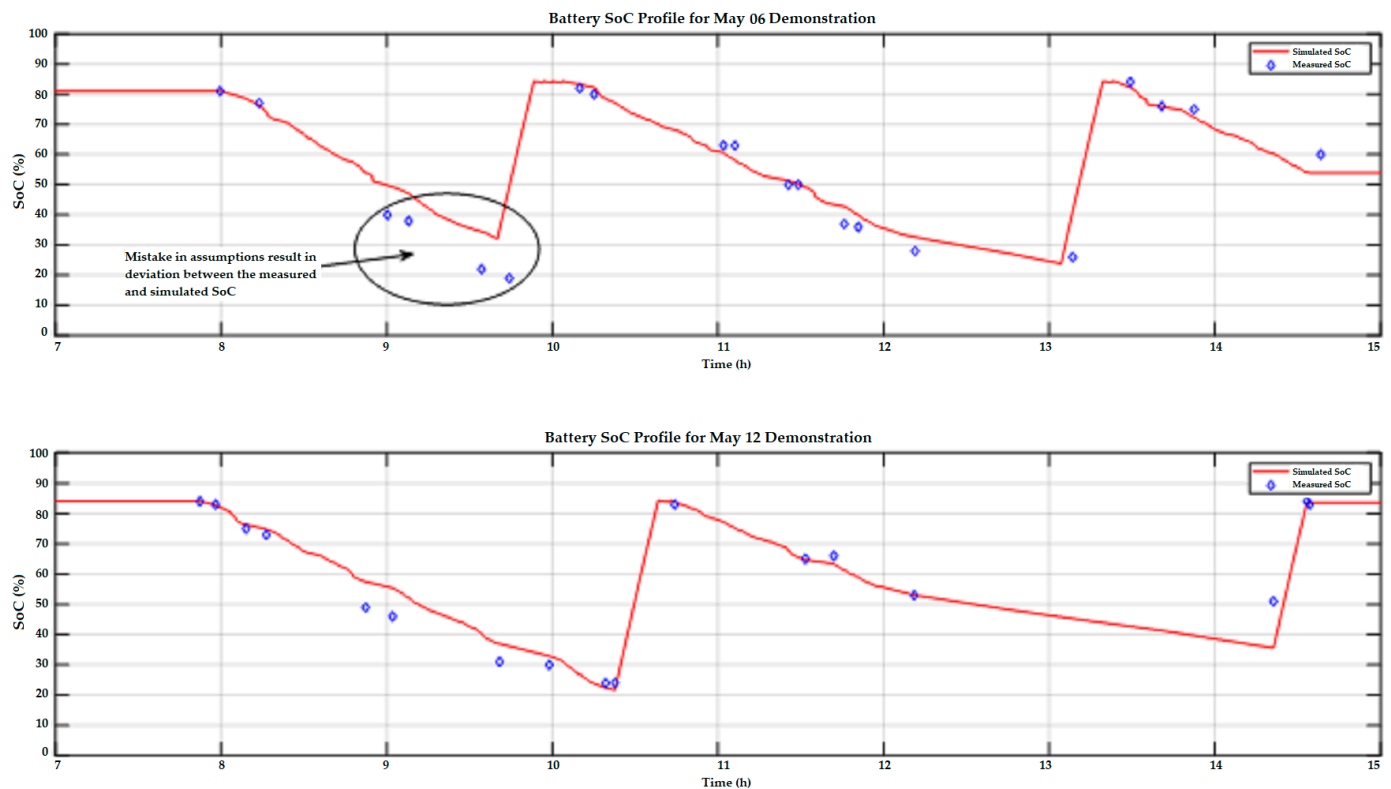 Battery SoC Profile for May 06 Demonstration
100
90
80
70
60
50
40
30
20
10
0
SoC (%)
Simulated SoC
Measured SoC
Mistake in assumptions result in
deviation between the measured
and simulated SoC
7 8 9 10 11 12 13 14 15
Time (h)
Battery SoC Profile for May 12 Demonstration
100
90
80
70
60
50
40
30
20
10
0
SoC (%)
Simulated SoC
Measured SoC
7 8 9 10 11 12 13 14 15
Time (h)